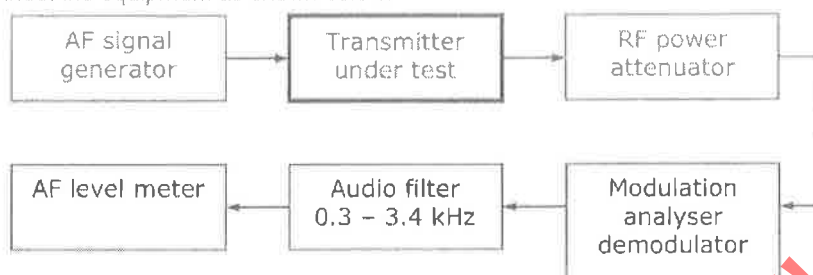 AF signal
generator
Transmitter
under test
RF power
attenuator
AF level meter
Audio filter
0.3 – 3.4 kHz
Modulation
analyser
demodulator